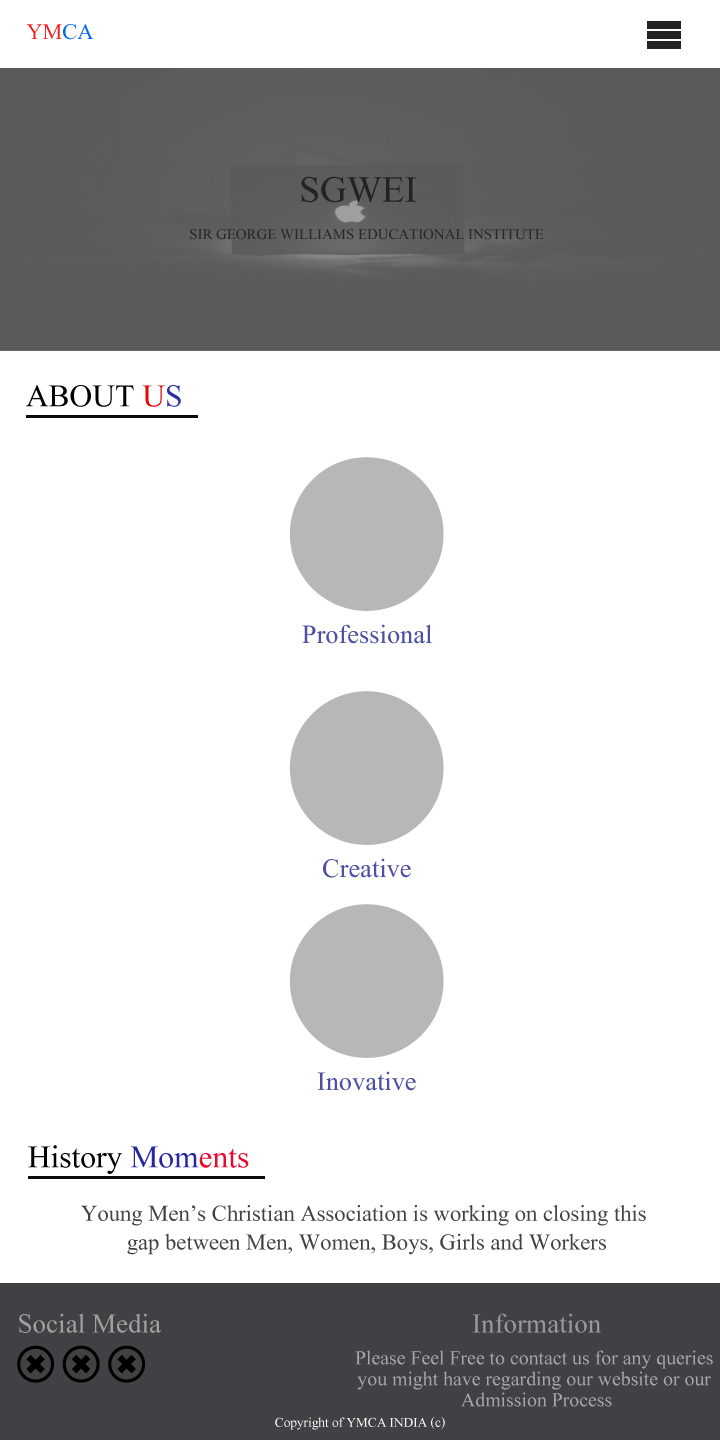 YMCA
SGWEI
SIR GEORGE WILLIAMS EDUCATIONAL INSTITUTE
ABOUT US
Professional
Creative
Inovative
History Moments
Young Men’s Christian Association is working on closing this
gap between Men, Women, Boys, Girls and Workers
Social Media
Information
Please Feel Free to contact us for any queries
you might have regarding our website or our
Admission Process
Copyright of YMCA INDIA (c)